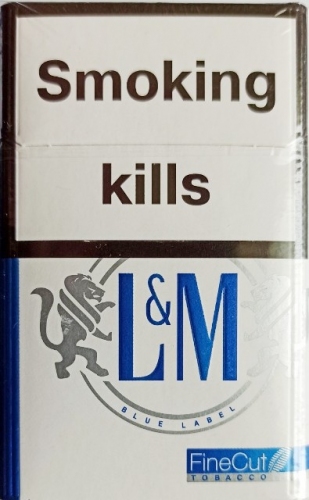 Smoking
kills
L&M
BLUE LABEL
FineCut
TOBACCO